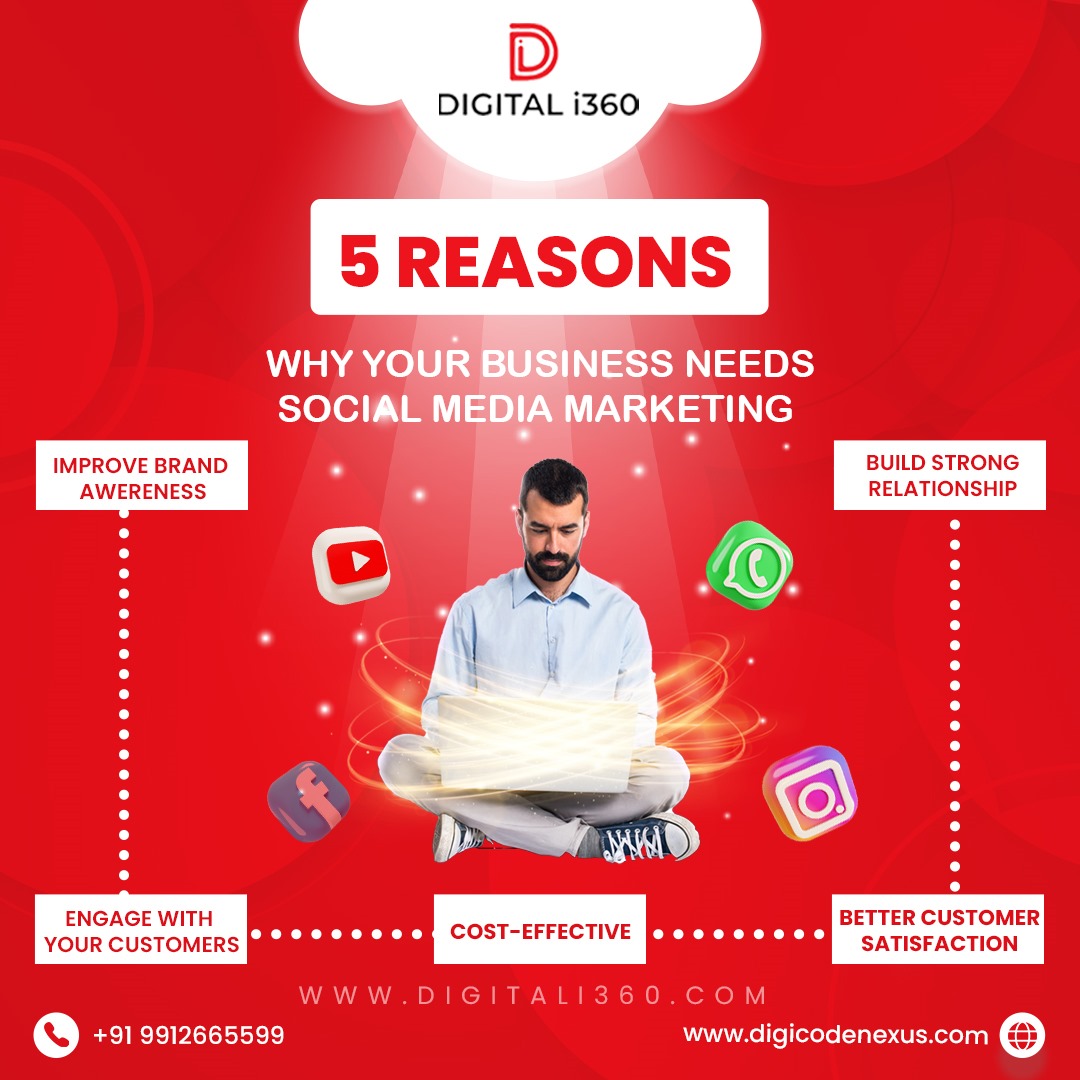 DIGITAL i360
5 REASONS
WHY YOUR BUSINESS NEEDS
SOCIAL MEDIA MARKETING
IMPROVE BRAND
AWERENESS
BUILD STRONG
RELATIONSHIP
ENGAGE WITH
YOUR CUSTOMERS
COST-EFFECTIVE
BETTER CUSTOMER
SATISFACTION
WWW.DIGITALI360.COM
+91 9912665599
www.digicodenexus.com